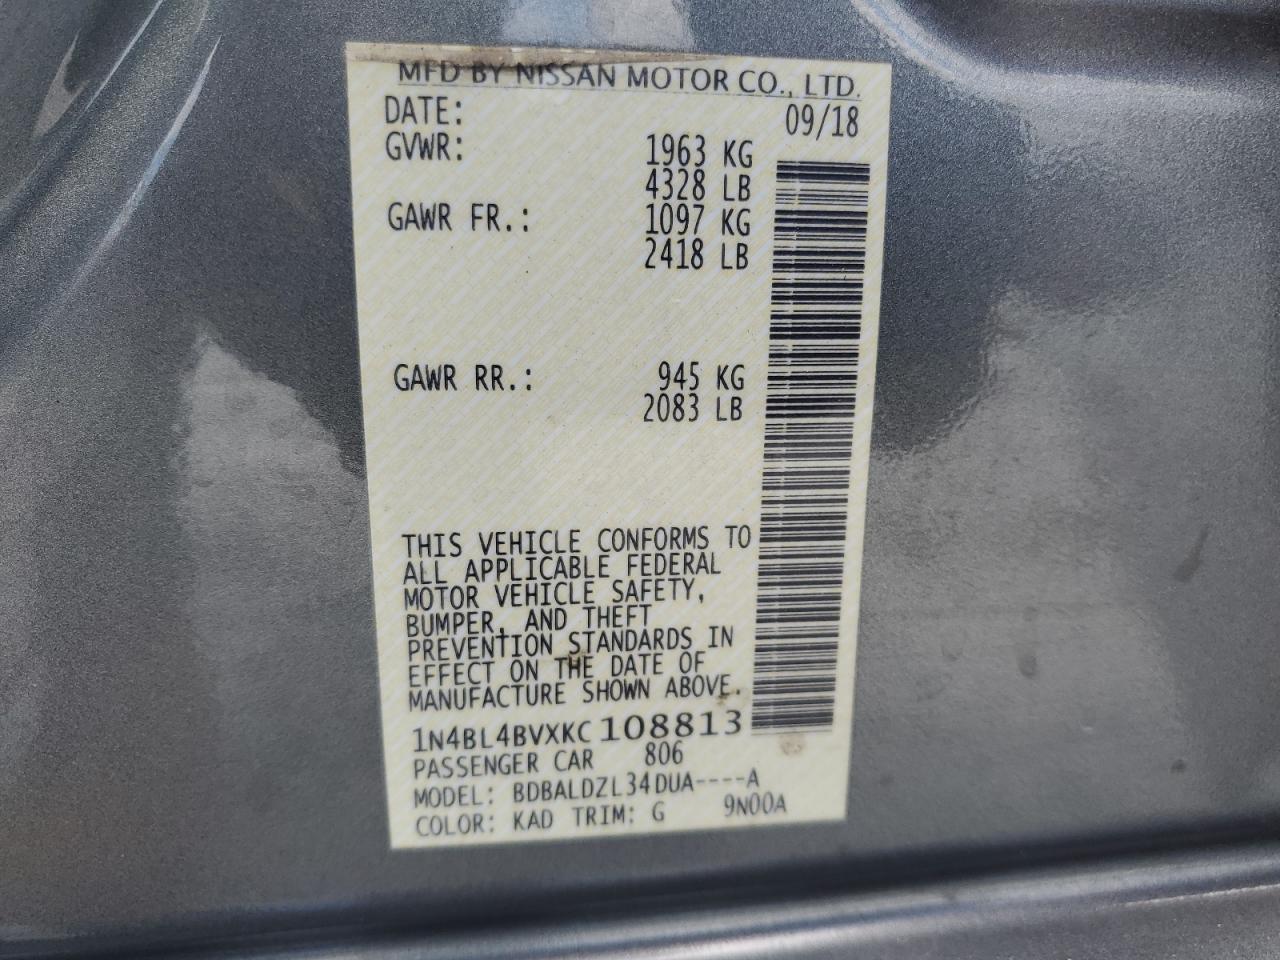 MFD BY NISSAN MOTOR CO., LTD.
DATE: 09/18
GVWR: 1963 KG
4328 LB
GAWR FR.: 1097 KG
2418 LB
GAWR RR.: 945 KG
2083 LB
THIS VEHICLE CONFORMS TO
ALL APPLICABLE FEDERAL
MOTOR VEHICLE SAFETY,
BUMPER, AND THEFT
PREVENTION STANDARDS IN
EFFECT ON THE DATE OF
MANUFACTURE SHOWN ABOVE.
1N4BL4BVXKC108813
PASSENGER CAR 806
MODEL: BDBALDZL34DUA----A
COLOR: KAD TRIM: G 9N00A